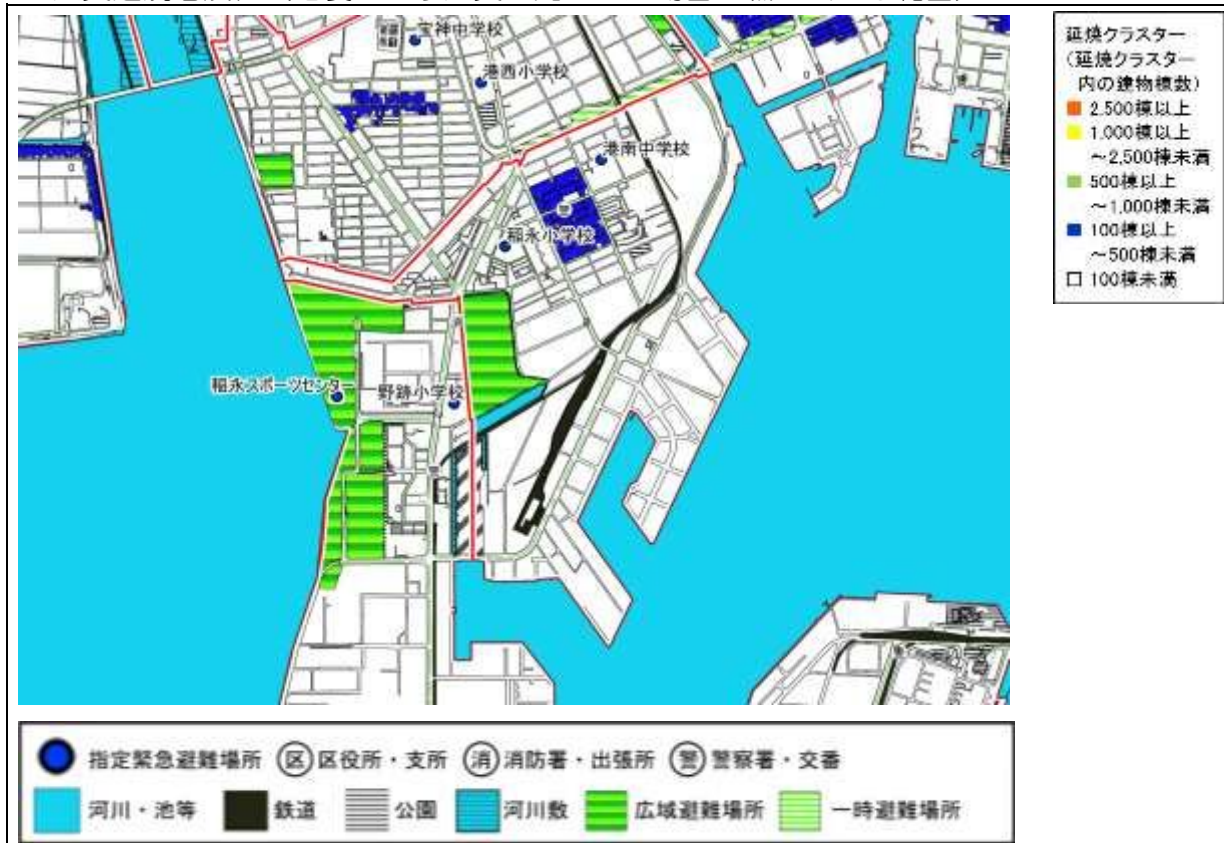 宝神中学校
港西小学校
港南中学校
稲永小学校
稲永スポーツセンター
野跡小学校
延焼クラスター
(延焼クラスター
内の建物棟数)
2,500棟以上
1,000棟以上
～2,500棟未満
500棟以上
～1,000棟未満
100棟以上
～500棟未満
100棟未満
指定緊急避難場所 区 区役所・支所 消 消防署・出張所 警 警察署・交番
河川・池等 鉄道 公園 河川敷 広域避難場所 一時避難場所